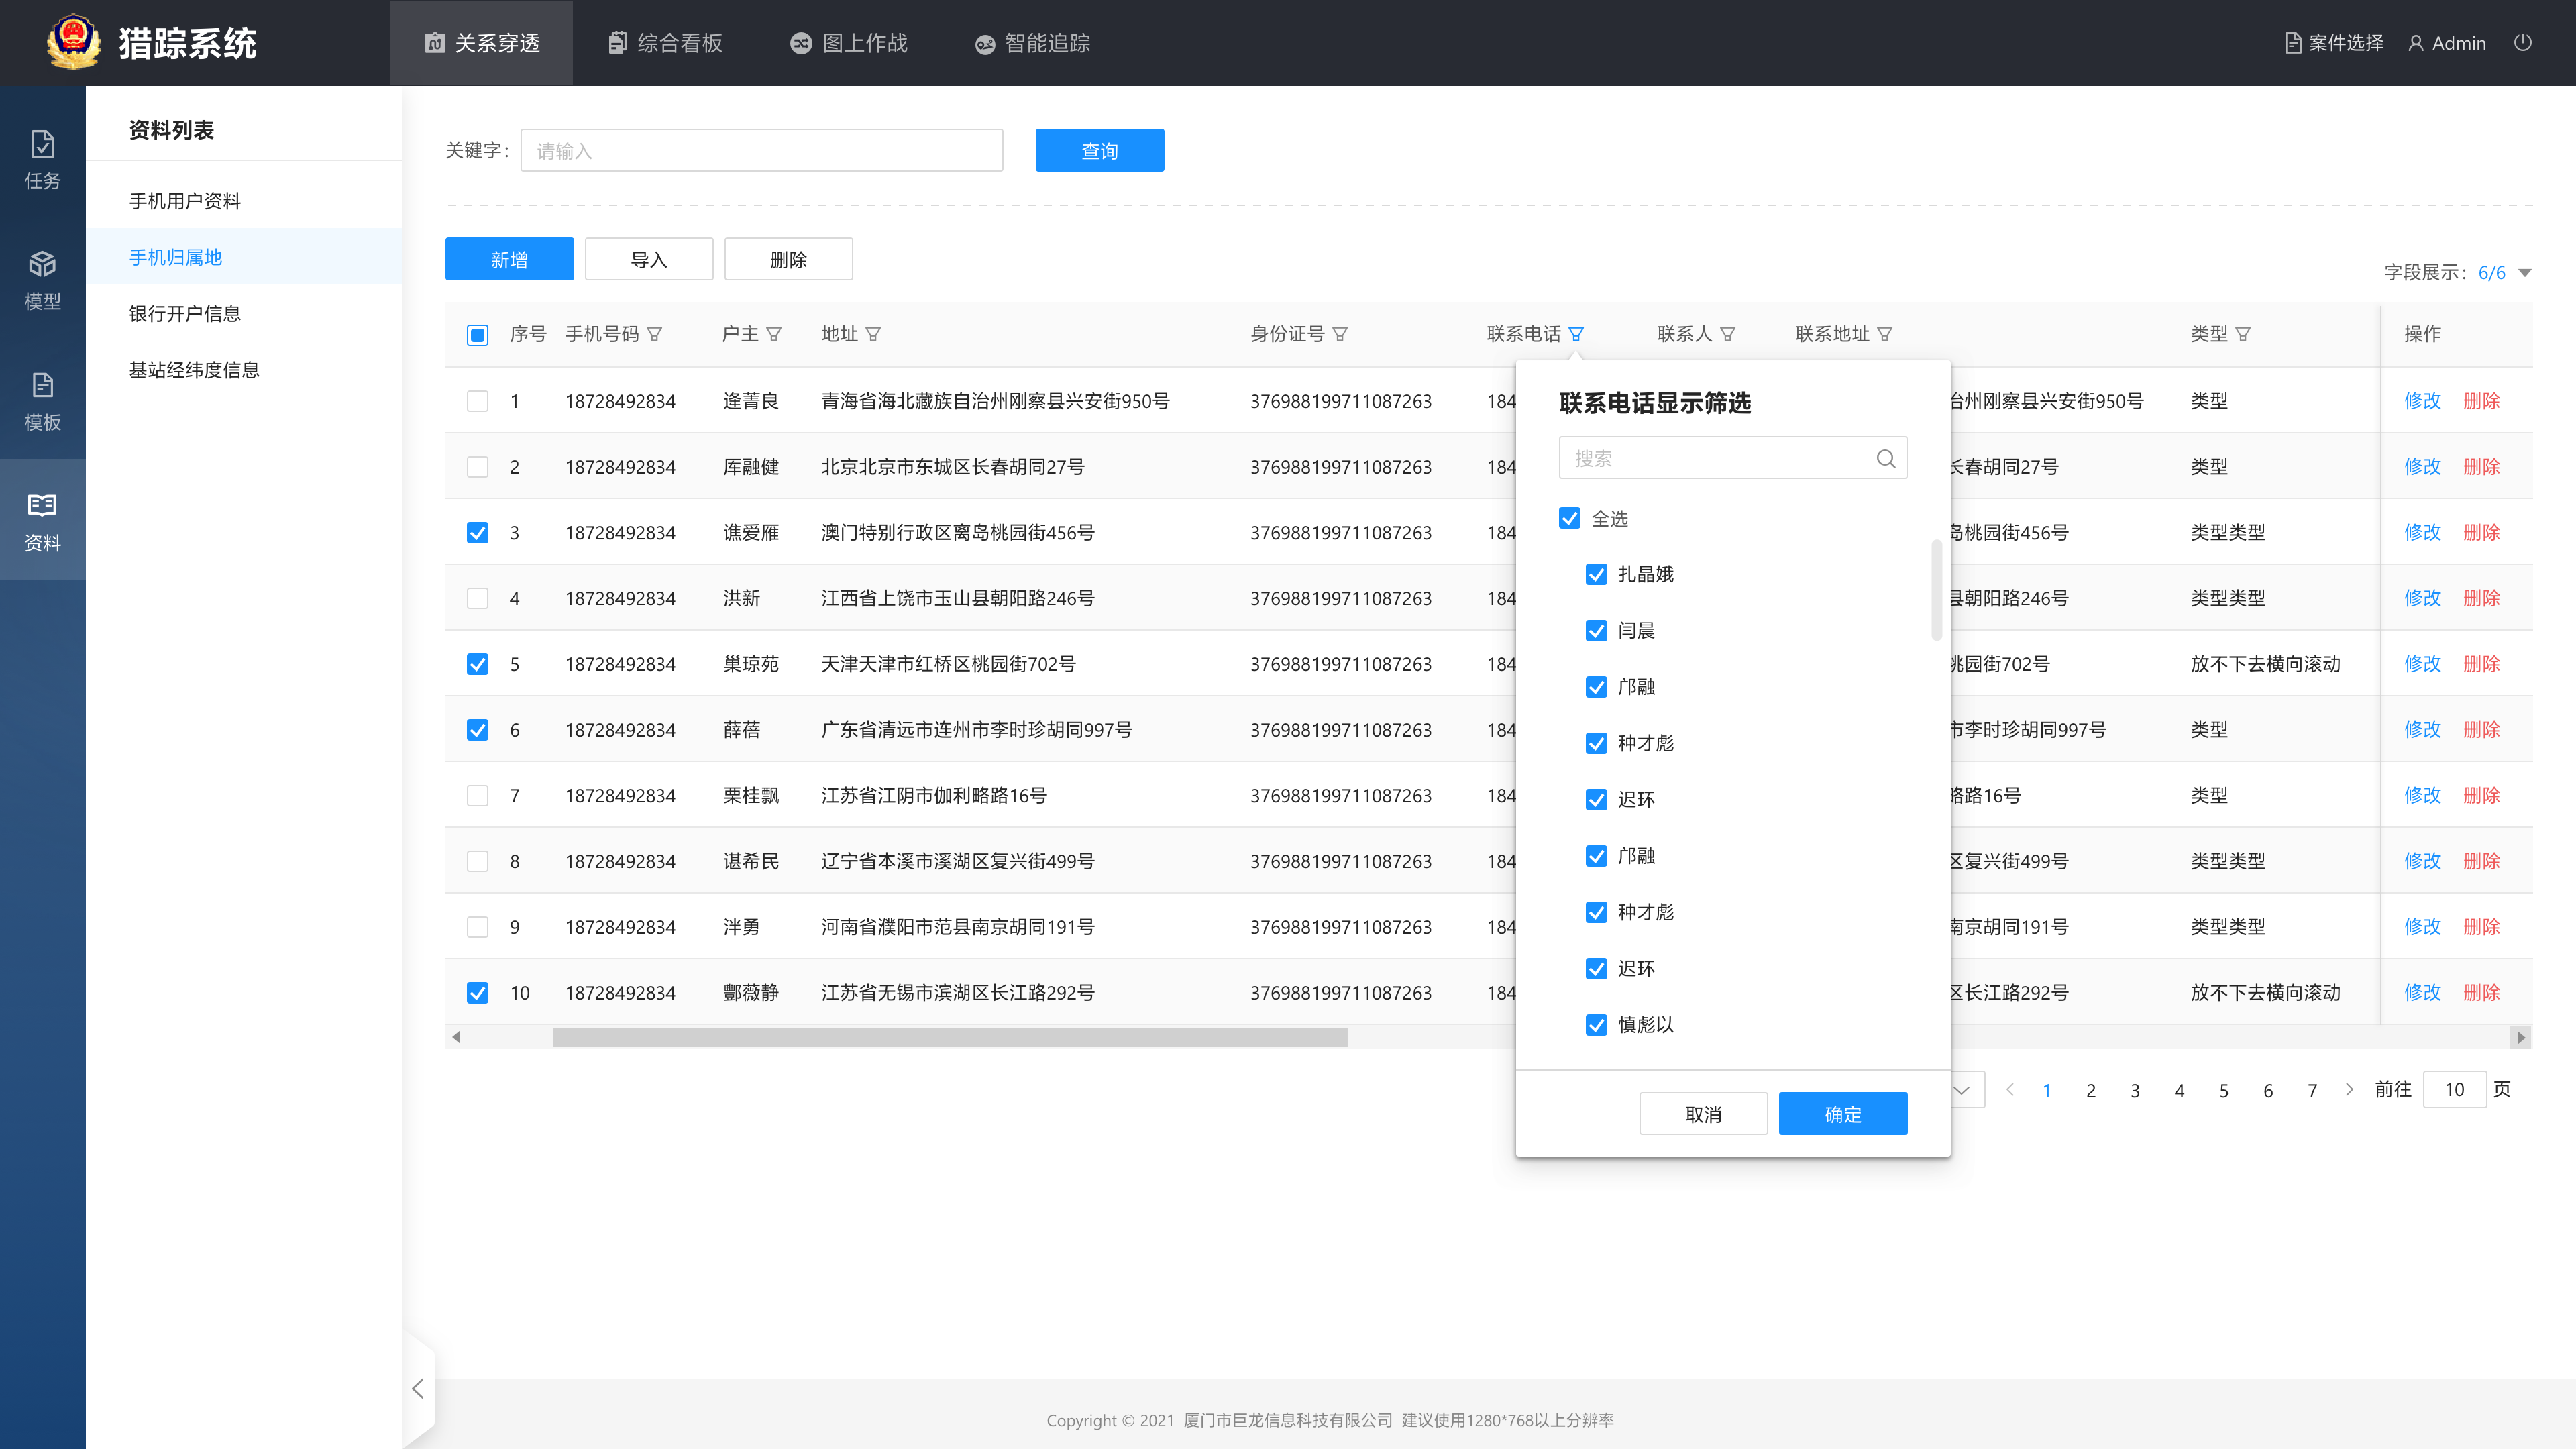 猎踪系统
关系穿透
综合看板
图上作战
智能追踪
案件选择
Admin
任务
模型
模板
资料
资料列表
手机用户资料
手机归属地
银行开户信息
基站经纬度信息
关键字：
请输入
查询
新增
导入
删除
字段展示：6/6
序号 手机号码 户主 地址 身份证号 联系电话 联系人 联系地址 类型 操作
1 18728492834 逄菁良 青海省海北藏族自治州刚察县兴安街950号 376988199711087263 184 治州刚察县兴安街950号 类型 修改 删除
2 18728492834 厍融健 北京北京市东城区长春胡同27号 376988199711087263 184 长春胡同27号 类型 修改 删除
3 18728492834 谯爱雁 澳门特别行政区离岛桃园街456号 376988199711087263 184 岛桃园街456号 类型类型 修改 删除
4 18728492834 洪新 江西省上饶市玉山县朝阳路246号 376988199711087263 184 县朝阳路246号 类型类型 修改 删除
5 18728492834 巢琼苑 天津天津市红桥区桃园街702号 376988199711087263 184 桃园街702号 放不下去横向滚动 修改 删除
6 18728492834 薛蓓 广东省清远市连州市李时珍胡同997号 376988199711087263 184 市李时珍胡同997号 类型 修改 删除
7 18728492834 栗桂飘 江苏省江阴市伽利略路16号 376988199711087263 184 略路16号 类型 修改 删除
8 18728492834 谌希民 辽宁省本溪市溪湖区复兴街499号 376988199711087263 184 区复兴街499号 类型类型 修改 删除
9 18728492834 泮勇 河南省濮阳市范县南京胡同191号 376988199711087263 184 南京胡同191号 类型类型 修改 删除
10 18728492834 酆薇静 江苏省无锡市滨湖区长江路292号 376988199711087263 184 区长江路292号 放不下去横向滚动 修改 删除
联系电话显示筛选
搜索
全选
扎晶娥
闫晨
邝融
种才彪
迟环
邝融
种才彪
迟环
慎彪以
取消
确定
1 2 3 4 5 6 7 前往 10 页
Copyright © 2021 厦门市巨龙信息科技有限公司 建议使用1280*768以上分辨率